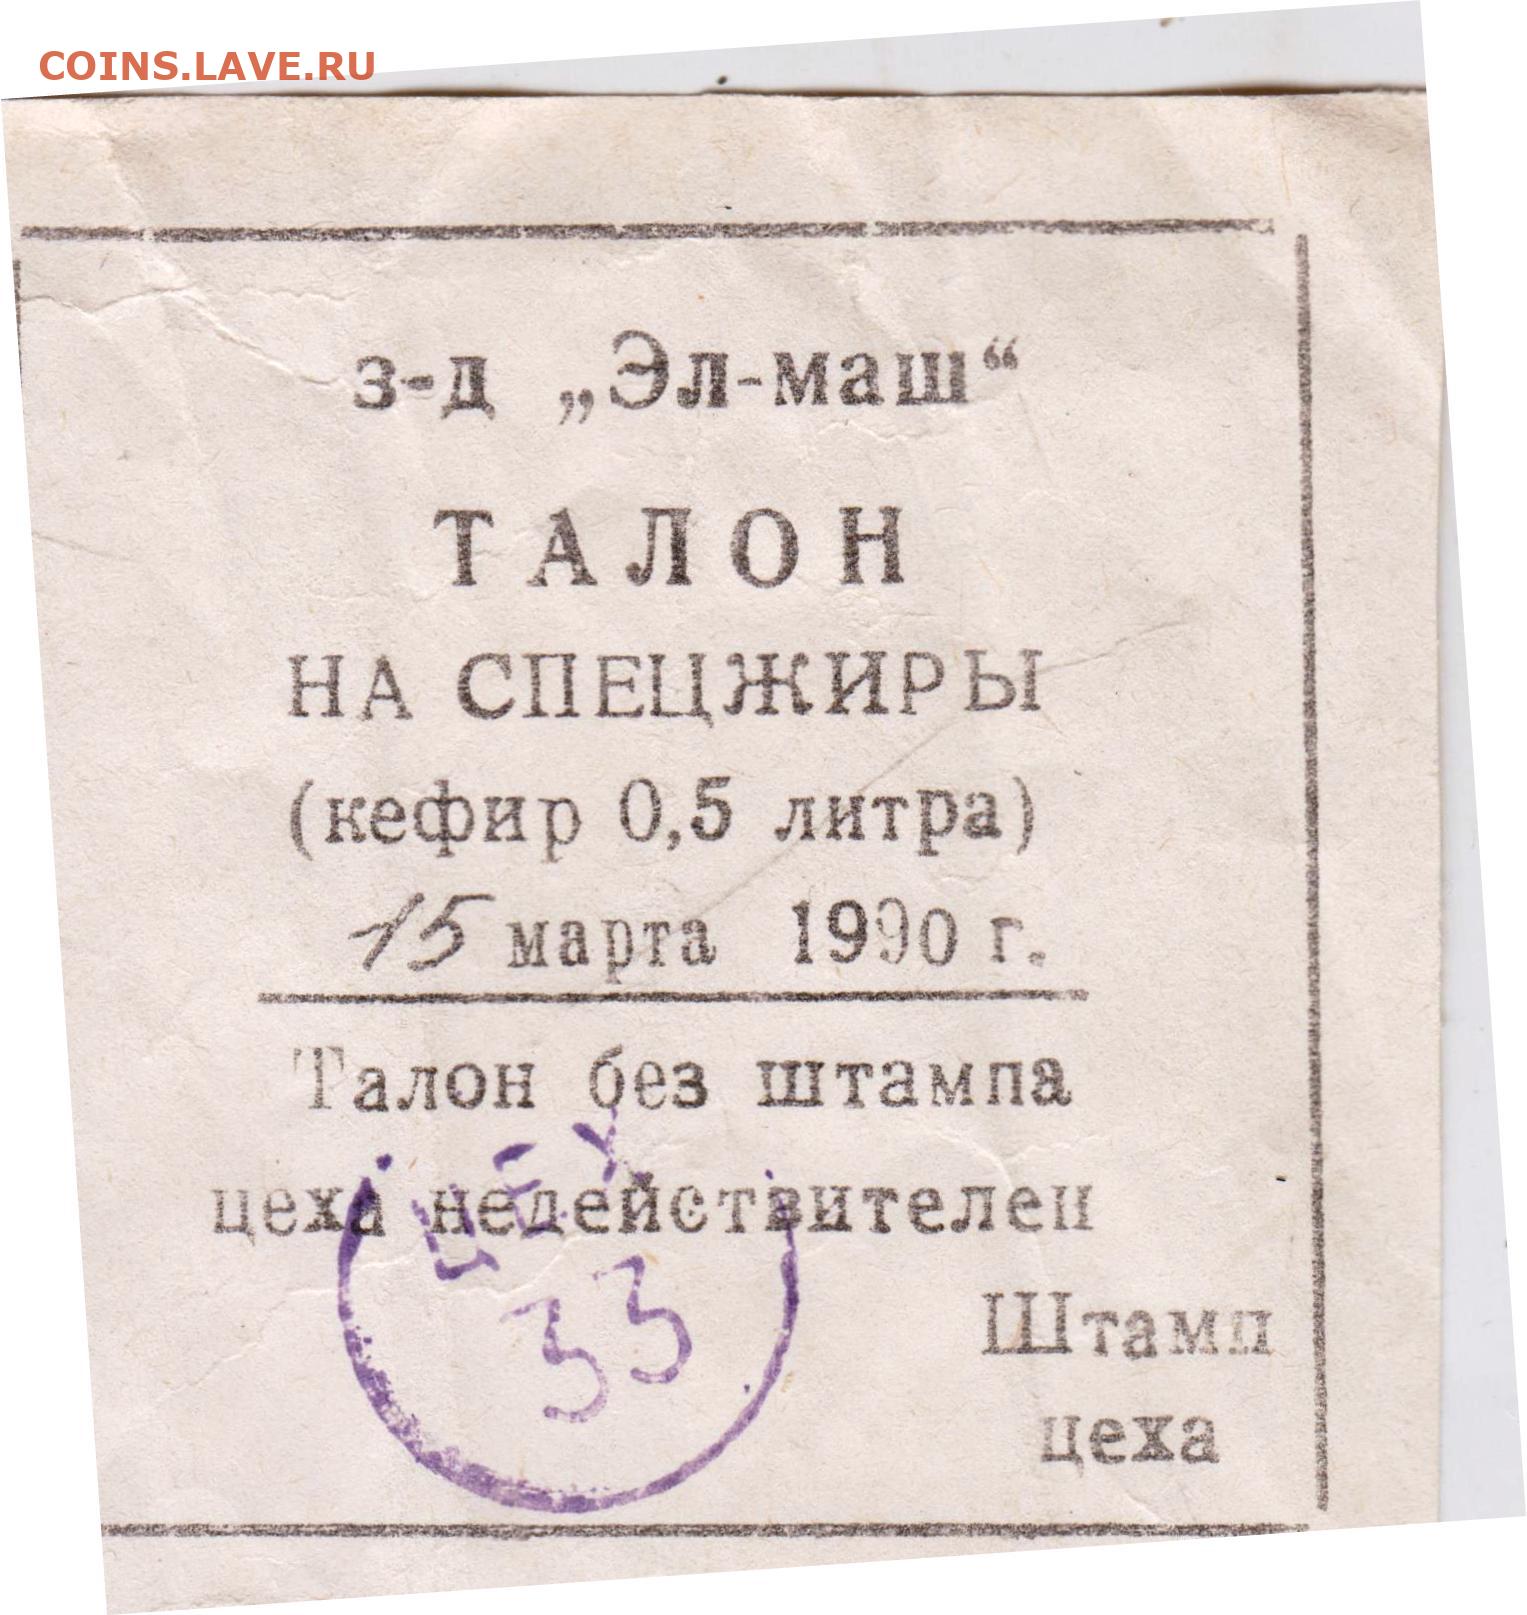 COINS.LAVE.RU
з-д „Эл-маш“
ТАЛОН
НА СПЕЦЖИРЫ
(кефир 0,5 литра)
15 марта 1990 г.
Талон без штампа
цеха недействителен
ЦЕХ
33
Штамп
цеха